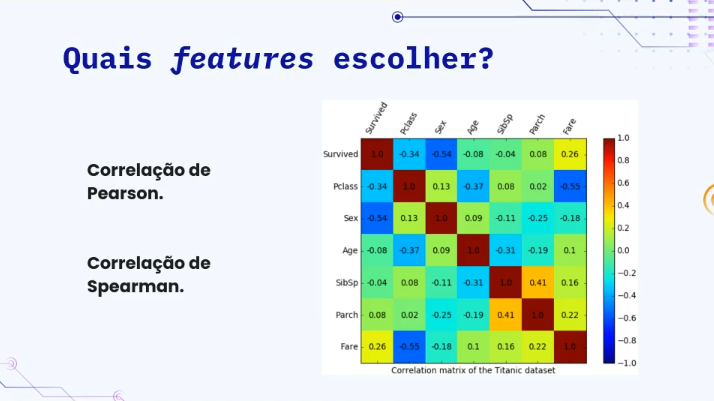 Quais features escolher?
Correlação de
Pearson.
Correlação de
Spearman.
Survived Pclass Sex Age SibSp Parch Fare
Survived 1.0 -0.34 -0.54 -0.08 -0.04 0.08 0.26
Pclass -0.34 1.0 0.13 -0.37 0.08 0.02 -0.55
Sex -0.54 0.13 1.0 0.09 -0.11 -0.25 -0.18
Age -0.08 -0.37 0.09 1.0 -0.31 -0.19 0.1
SibSp -0.04 0.08 -0.11 -0.31 1.0 0.41 0.16
Parch 0.08 0.02 -0.25 -0.19 0.41 1.0 0.22
Fare 0.26 -0.55 -0.18 0.1 0.16 0.22 1.0
1.0
0.8
0.6
0.4
0.2
0.0
−0.2
−0.4
−0.6
−0.8
−1.0
Correlation matrix of the Titanic dataset